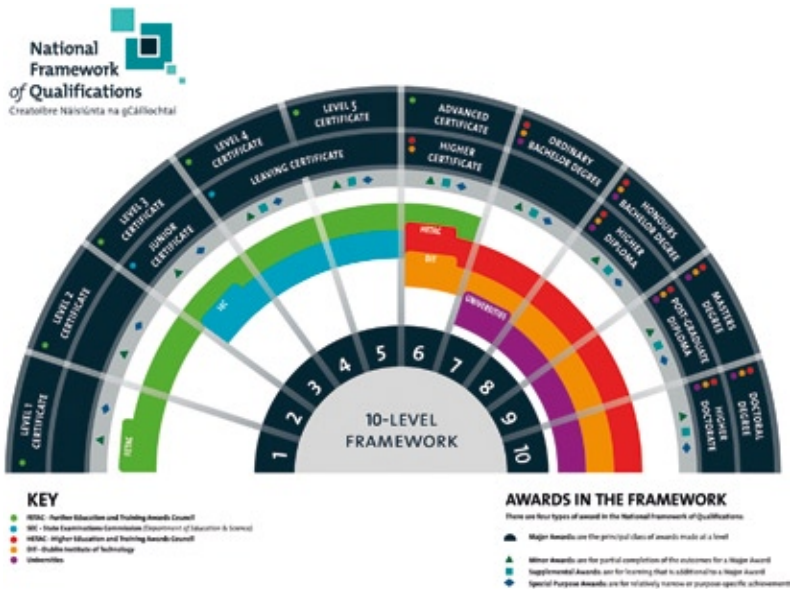 National
Framework
of Qualifications
Creatoibre Náisiúnta na gCáilíochtaí
LEVEL 1
CERTIFICATE
LEVEL 2
CERTIFICATE
LEVEL 3
CERTIFICATE
JUNIOR
CERTIFICATE
LEVEL 4
CERTIFICATE
LEVEL 5
CERTIFICATE
LEAVING CERTIFICATE
ADVANCED
CERTIFICATE
HIGHER
CERTIFICATE
ORDINARY
BACHELOR DEGREE
HONOURS
BACHELOR DEGREE
HIGHER
DIPLOMA
MASTERS
DEGREE
POST-GRADUATE
DIPLOMA
DOCTORAL
DEGREE
HIGHER
DOCTORATE
FETAC
SEC
HETAC
DIT
UNIVERSITIES
1
2
3
4
5
6
7
8
9
10
10-LEVEL
FRAMEWORK
KEY
FETAC - Further Education and Training Awards Council
SEC - State Examinations Commission (Department of Education & Science)
HETAC - Higher Education and Training Awards Council
DIT - Dublin Institute of Technology
Universities
AWARDS IN THE FRAMEWORK
There are four types of award in the National Framework of Qualifications:
Major Awards: are the principal class of awards made at a level
Minor Awards: are for partial completion of the outcomes for a Major Award
Supplemental Awards: are for learning that is additional to a Major Award
Special Purpose Awards: are for relatively narrow or purpose-specific achievement